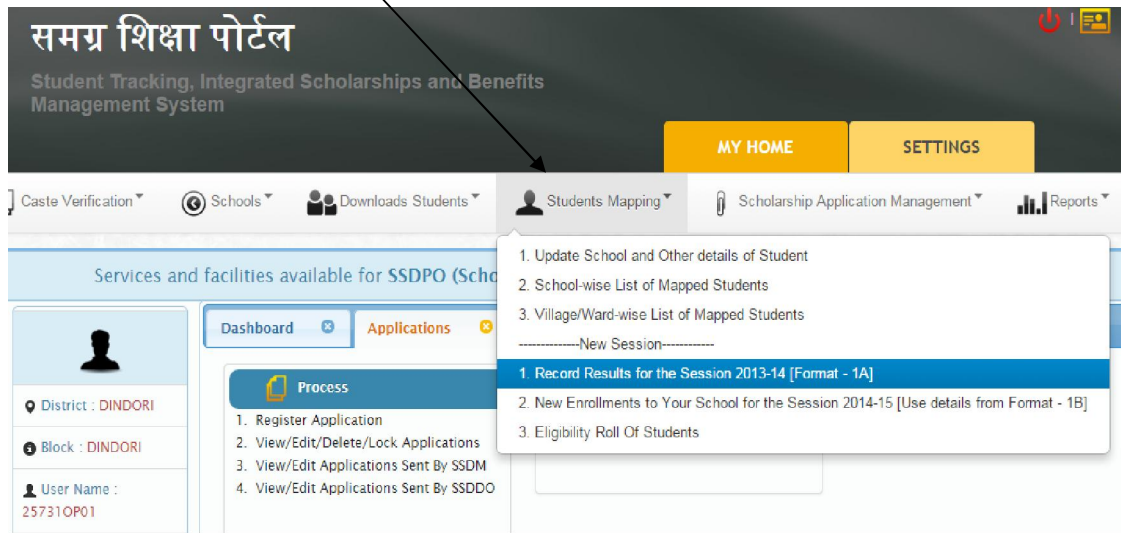 समग्र शिक्षा पोर्टल
Student Tracking, Integrated Scholarships and Benefits
Management System
MY HOME
SETTINGS
Caste Verification
Schools
Downloads Students
Students Mapping
Scholarship Application Management
Reports
1. Update School and Other details of Student
2. School-wise List of Mapped Students
3. Village/Ward-wise List of Mapped Students
--------------New Session------------
1. Record Results for the Session 2013-14 [Format - 1A]
2. New Enrollments to Your School for the Session 2014-15 [Use details from Format - 1B]
3. Eligibility Roll Of Students
Services and facilities available for SSDPO (Scho
Dashboard
Applications
Process
1. Register Application
2. View/Edit/Delete/Lock Applications
3. View/Edit Applications Sent By SSDM
4. View/Edit Applications Sent By SSDDO
District : DINDORI
Block : DINDORI
User Name :
25731OP01